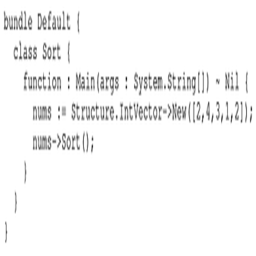 bundle Default {
  class Sort {
    function : Main(args : System.String[]) ~ Nil {
      nums := Structure.IntVector->New([2,4,3,1,2]);
      nums->Sort();
    }
  }
}